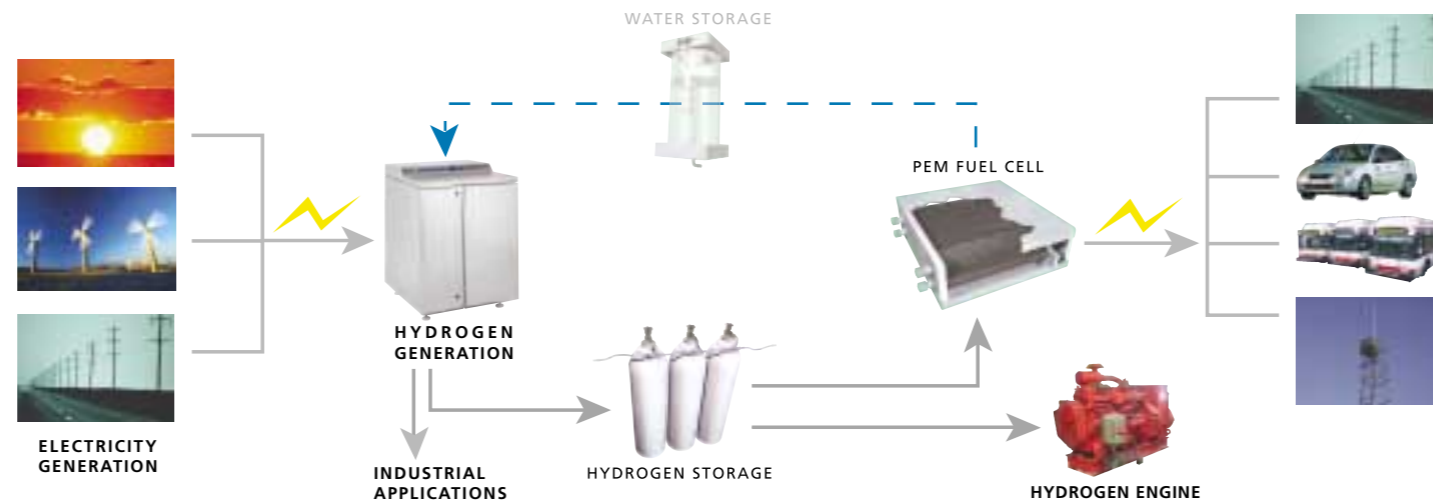 WATER STORAGE
PEM FUEL CELL
HYDROGEN
GENERATION
ELECTRICITY
GENERATION
INDUSTRIAL
APPLICATIONS
HYDROGEN STORAGE
HYDROGEN ENGINE